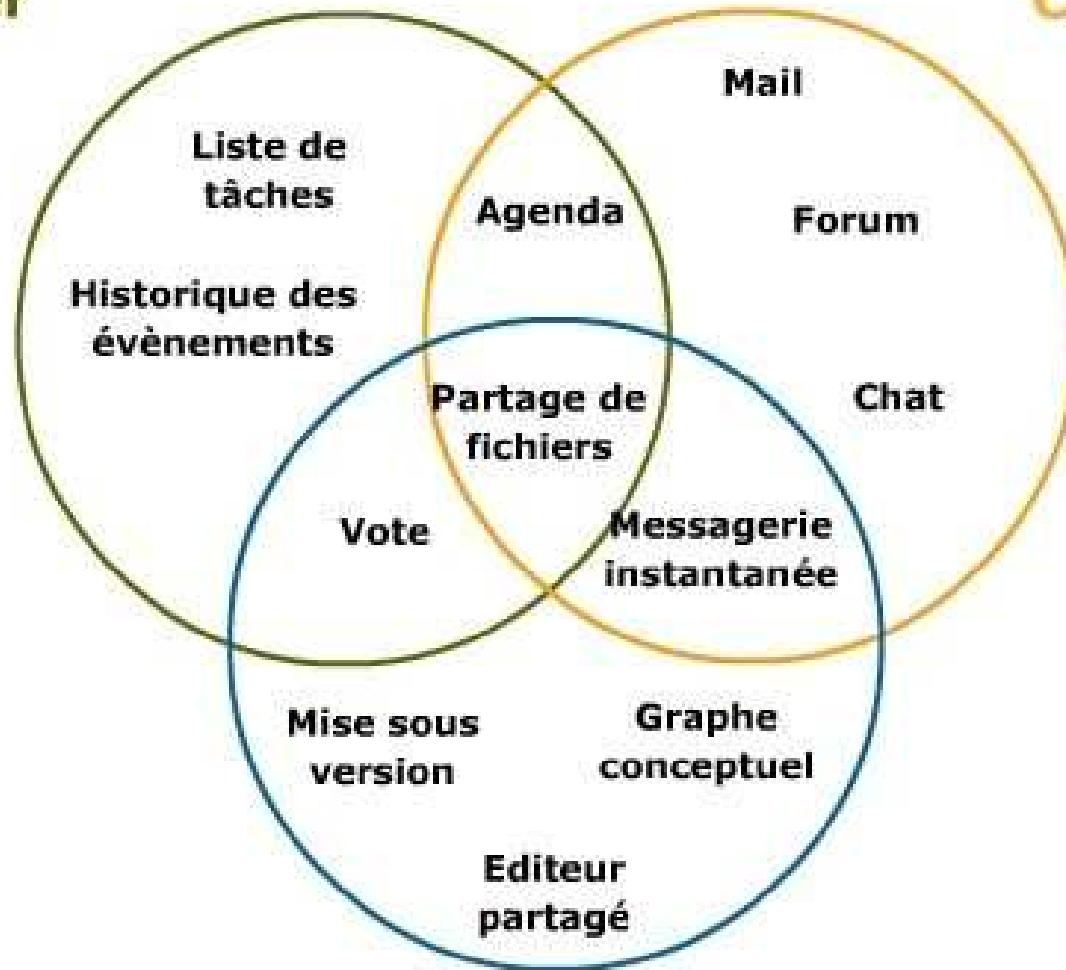 Mail
Liste de
tâches
Agenda
Forum
Historique des
évènements
Partage de
fichiers
Chat
Vote
Messagerie
instantanée
Mise sous
version
Graphe
conceptuel
Editeur
partagé